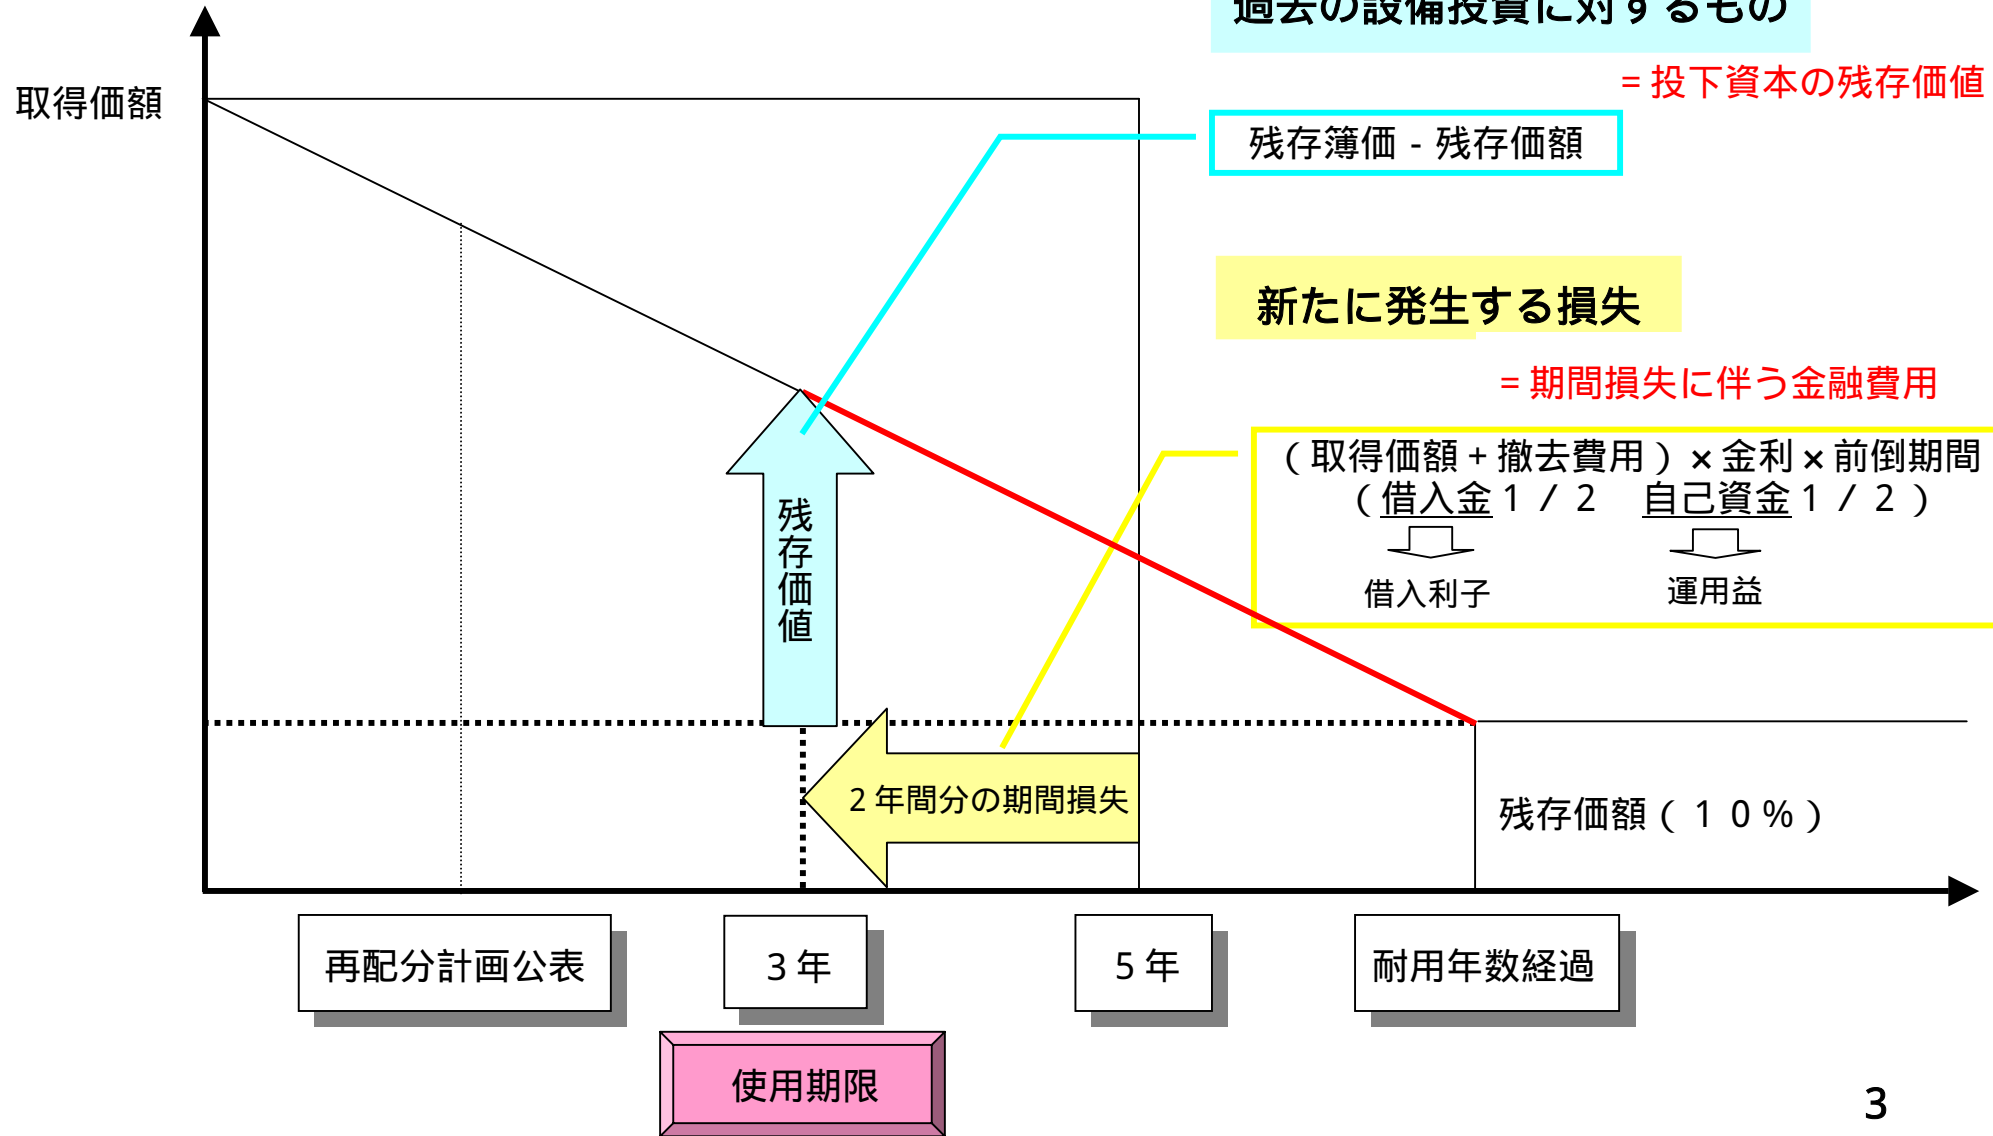 過去の設備投資に対するもの
=投下資本の残存価値
取得価額
残存簿価 - 残存価額
新たに発生する損失
=期間損失に伴う金融費用
（取得価額+撤去費用）×金利×前倒期間
（借入金１／２　自己資金１／２）
借入利子　運用益
残存価値
2年間分の期間損失
残存価額（１０%）
再配分計画公表
3年
5年
耐用年数経過
使用期限
3